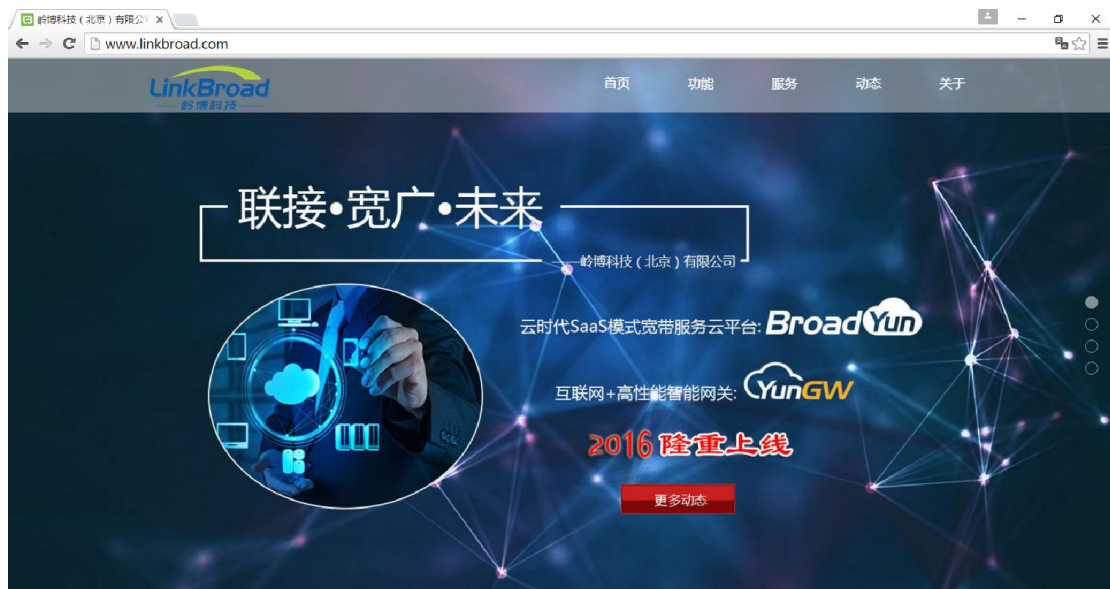 岭博科技（北京）有限公
www.linkbroad.com
LinkBroad
岭博科技
首页 功能 服务 动态 关于
联接•宽广•未来
——岭博科技（北京）有限公司
云时代SaaS模式宽带服务云平台: BroadYun
互联网+高性能智能网关: YunGW
2016隆重上线
更多动态